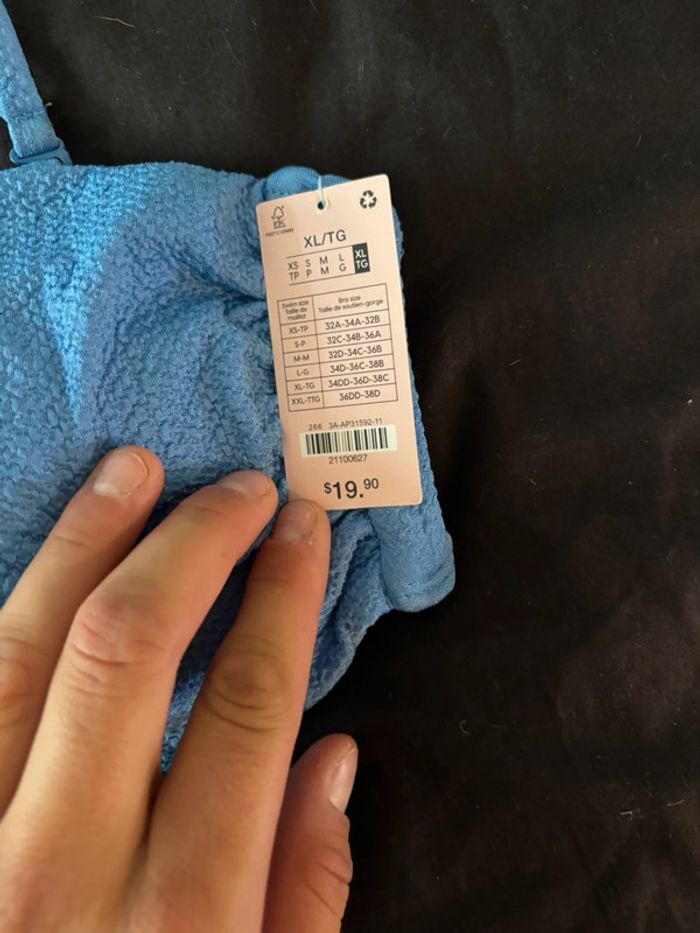 FSC
XL/TG
XS S M L XL
TP P M G TG
Swim size Bra size
Taille de maillot Taille de soutien-gorge
XS-TP 32A-34A-32B
S-P 32C-34B-36A
M-M 32D-34C-36B
L-G 34D-36C-38B
XL-TG 34DD-36D-38C
XXL-TTG 36DD-38D
266 3A-AP31592-11
21100627
$19.90